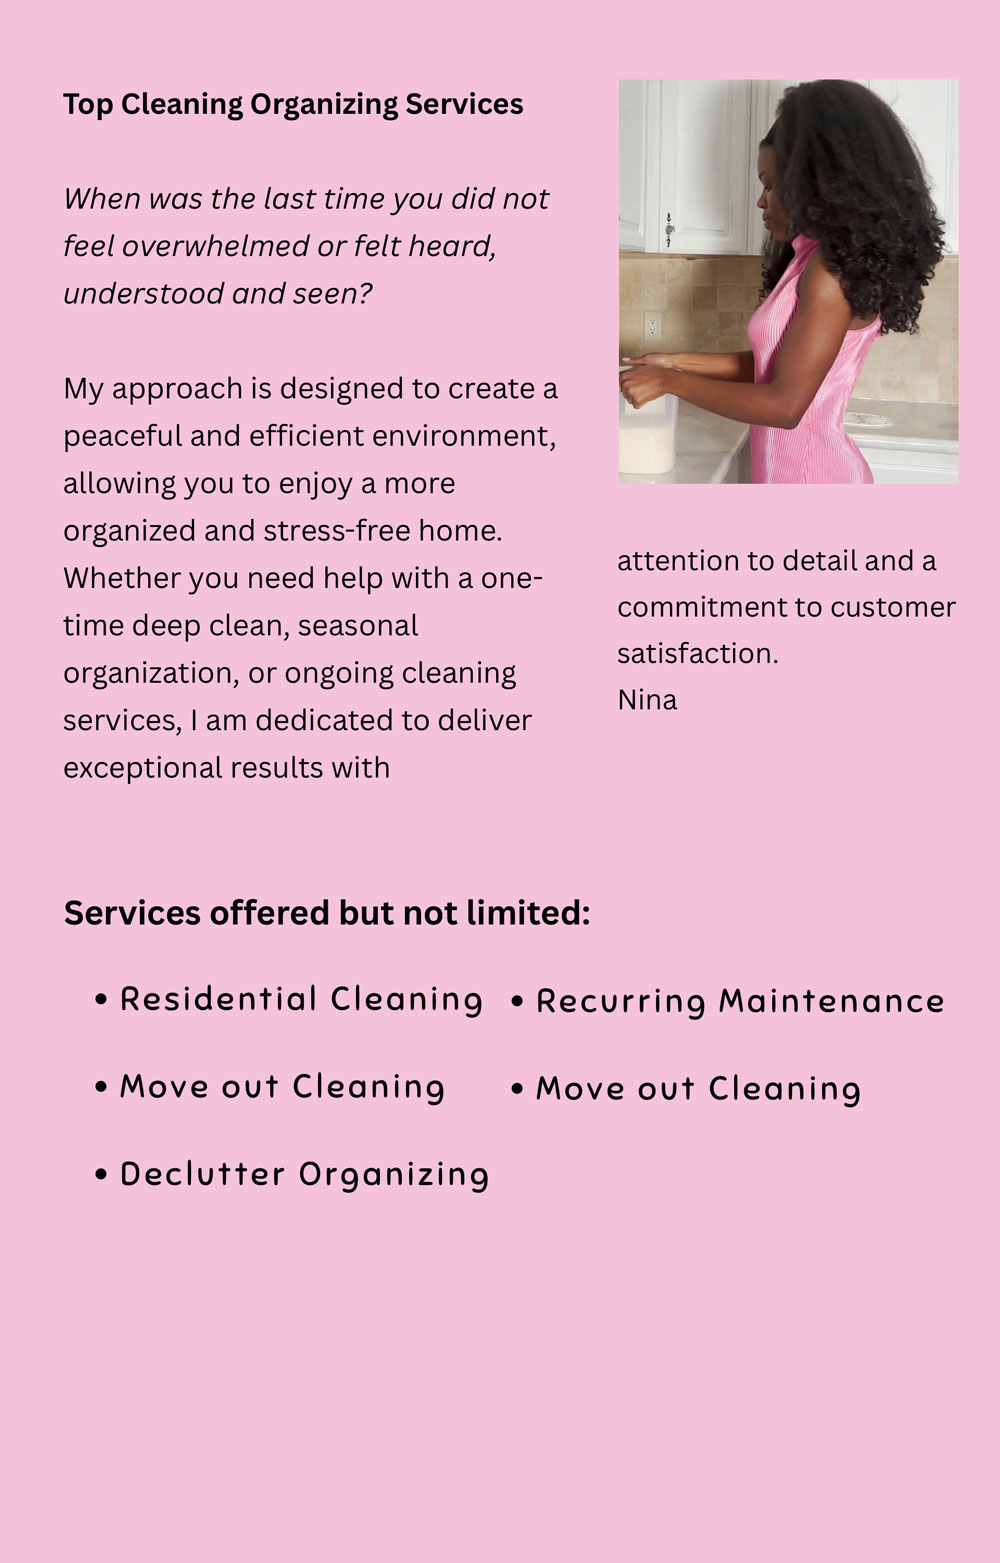 Top Cleaning Organizing Services
When was the last time you did not
feel overwhelmed or felt heard,
understood and seen?
My approach is designed to create a
peaceful and efficient environment,
allowing you to enjoy a more
organized and stress-free home.
Whether you need help with a one-
time deep clean, seasonal
organization, or ongoing cleaning
services, I am dedicated to deliver
exceptional results with
attention to detail and a
commitment to customer
satisfaction.
Nina
Services offered but not limited:
• Residential Cleaning
• Move out Cleaning
• Declutter Organizing
• Recurring Maintenance
• Move out Cleaning